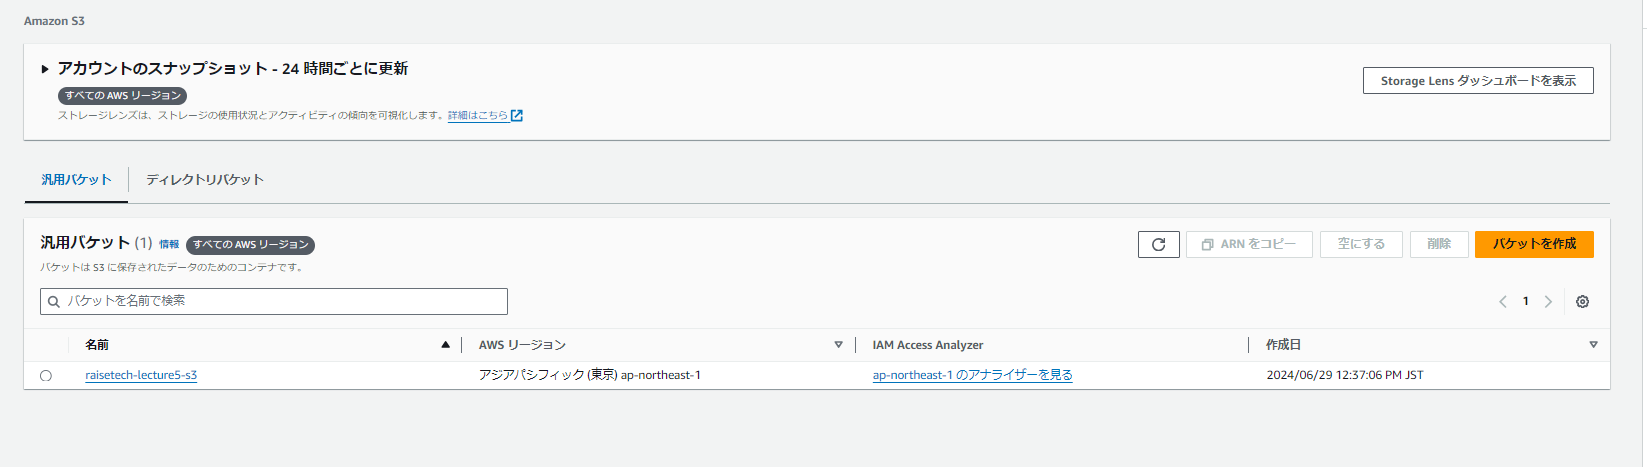 Amazon S3
アカウントのスナップショット - 24 時間ごとに更新
Storage Lens ダッシュボードを表示
すべての AWS リージョン
ストレージレンズは、ストレージの使用状況とアクティビティの傾向を可視化します。詳細はこちら
汎用バケット ディレクトリバケット
汎用バケット (1) 情報 すべての AWS リージョン
ARN をコピー 空にする 削除 バケットを作成
バケットは S3 に保存されたデータのためのコンテナです。
バケットを名前で検索
1
名前 AWS リージョン IAM Access Analyzer 作成日
raisetech-lecture5-s3 アジアパシフィック (東京) ap-northeast-1 ap-northeast-1 のアナライザーを見る 2024/06/29 12:37:06 PM JST